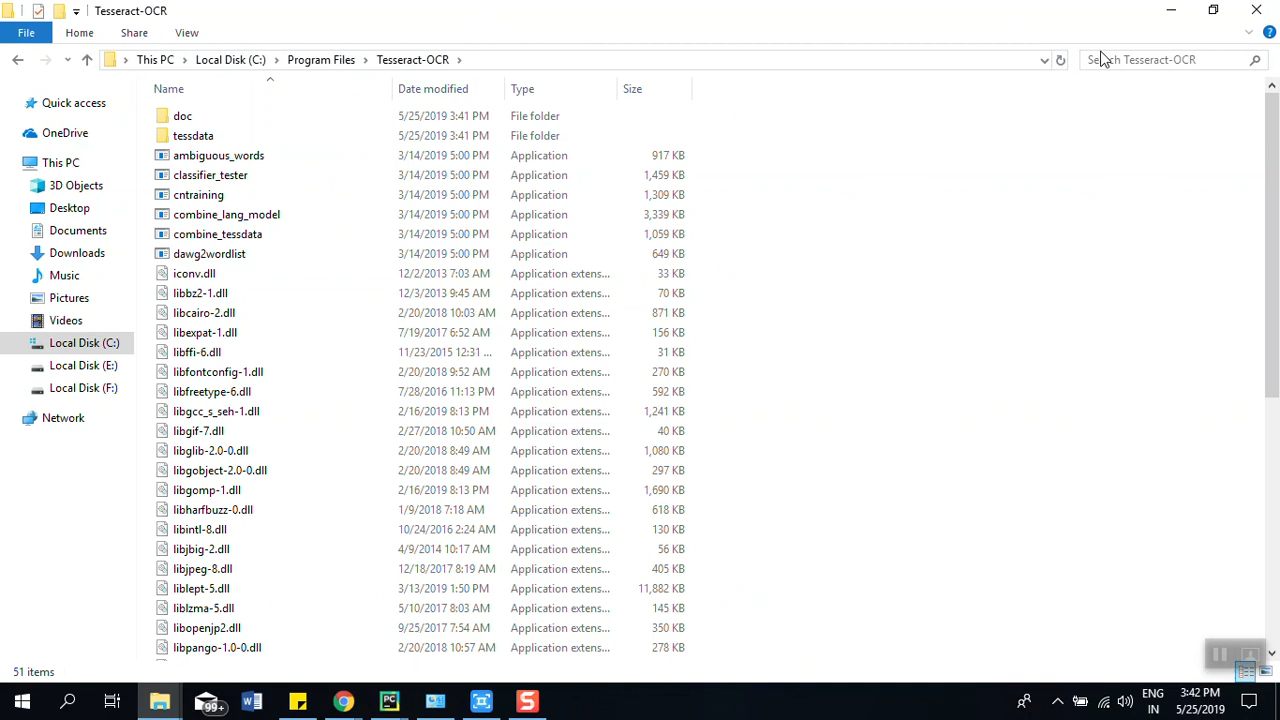 Tesseract-OCR
File Home Share View
This PC Local Disk (C:) Program Files Tesseract-OCR Search Tesseract-OCR
Name Date modified Type Size
Quick access
OneDrive
This PC
3D Objects
Desktop
Documents
Downloads
Music
Pictures
Videos
Local Disk (C:)
Local Disk (E:)
Local Disk (F:)
Network
doc 5/25/2019 3:41 PM File folder
tessdata 5/25/2019 3:41 PM File folder
ambiguous_words 3/14/2019 5:00 PM Application 917 KB
classifier_tester 3/14/2019 5:00 PM Application 1,459 KB
cntraining 3/14/2019 5:00 PM Application 1,309 KB
combine_lang_model 3/14/2019 5:00 PM Application 3,339 KB
combine_tessdata 3/14/2019 5:00 PM Application 1,059 KB
dawg2wordlist 3/14/2019 5:00 PM Application 649 KB
iconv.dll 12/2/2013 7:03 AM Application extens... 33 KB
libbz2-1.dll 12/3/2013 9:45 AM Application extens... 70 KB
libcairo-2.dll 2/20/2018 10:03 AM Application extens... 871 KB
libexpat-1.dll 7/19/2017 6:52 AM Application extens... 156 KB
libffi-6.dll 11/23/2015 12:31 ... Application extens... 31 KB
libfontconfig-1.dll 2/20/2018 9:52 AM Application extens... 270 KB
libfreetype-6.dll 7/28/2016 11:13 PM Application extens... 592 KB
libgcc_s_seh-1.dll 2/16/2019 8:13 PM Application extens... 1,241 KB
libgif-7.dll 2/27/2018 10:50 AM Application extens... 40 KB
libglib-2.0-0.dll 2/20/2018 8:49 AM Application extens... 1,080 KB
libgobject-2.0-0.dll 2/20/2018 8:49 AM Application extens... 297 KB
libgomp-1.dll 2/16/2019 8:13 PM Application extens... 1,690 KB
libharfbuzz-0.dll 1/9/2018 7:18 AM Application extens... 618 KB
libintl-8.dll 10/24/2016 2:24 AM Application extens... 130 KB
libjbig-2.dll 4/9/2014 10:17 AM Application extens... 56 KB
libjpeg-8.dll 12/18/2017 8:19 AM Application extens... 405 KB
liblept-5.dll 3/13/2019 1:50 PM Application extens... 11,882 KB
liblzma-5.dll 5/10/2017 8:03 AM Application extens... 145 KB
libopenjp2.dll 9/25/2017 7:54 AM Application extens... 350 KB
libpango-1.0-0.dll 2/20/2018 10:57 AM Application extens... 278 KB
51 items
99+
ENG
IN
3:42 PM
5/25/2019